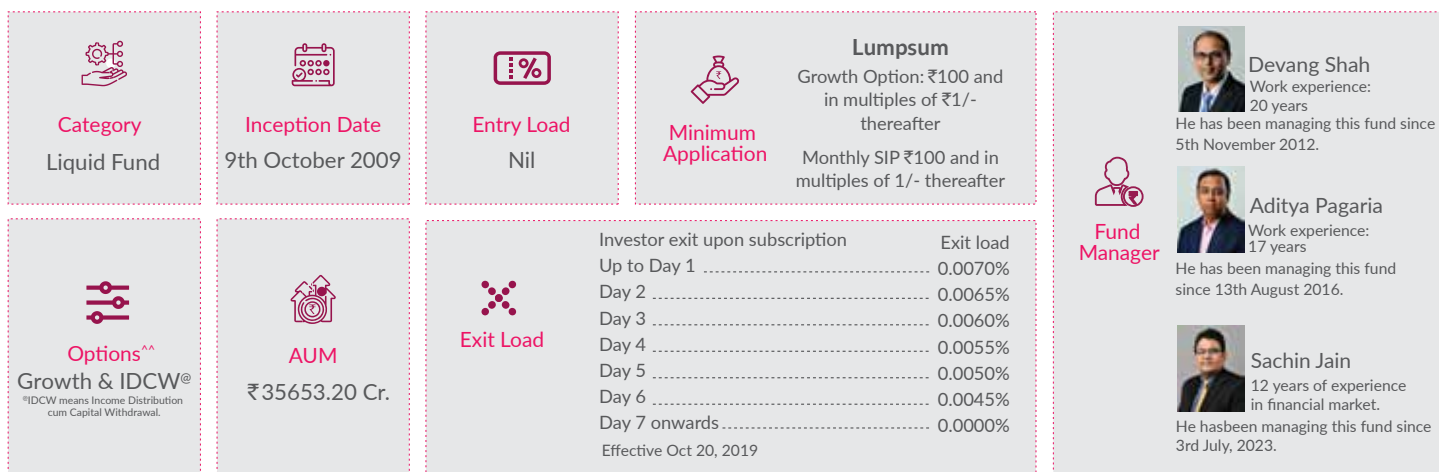 Category
Liquid Fund
Inception Date
9th October 2009
%
Entry Load
Nil
₹
Minimum
Application
Lumpsum
Growth Option: ₹100 and
in multiples of ₹1/-
thereafter
Monthly SIP ₹100 and in
multiples of 1/- thereafter
Options^^
Growth & IDCW@
@IDCW means Income Distribution
cum Capital Withdrawal.
₹
AUM
₹35653.20 Cr.
Exit Load
Investor exit upon subscription Exit load
Up to Day 1 ........ 0.0070%
Day 2 ........ 0.0065%
Day 3 ........ 0.0060%
Day 4 ........ 0.0055%
Day 5 ........ 0.0050%
Day 6 ........ 0.0045%
Day 7 onwards ........ 0.0000%
Effective Oct 20, 2019
₹
Fund
Manager
Devang Shah
Work experience:
20 years
He has been managing this fund since
5th November 2012.
Aditya Pagaria
Work experience:
17 years
He has been managing this fund
since 13th August 2016.
Sachin Jain
12 years of experience
in financial market.
He hasbeen managing this fund since
3rd July, 2023.